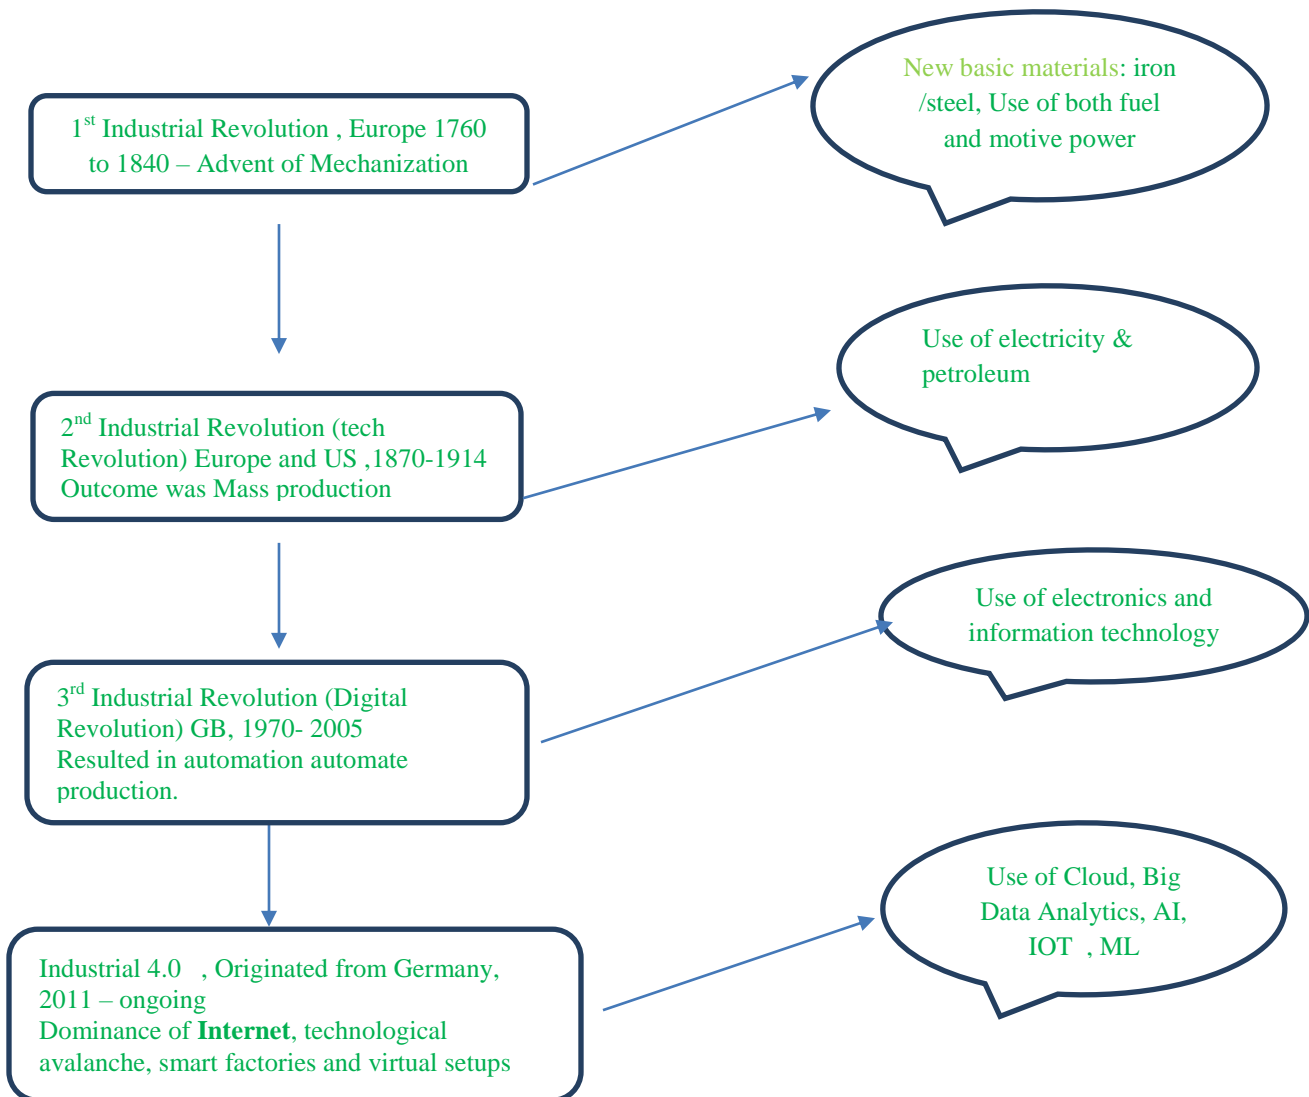 1st Industrial Revolution , Europe 1760
to 1840 – Advent of Mechanization
New basic materials: iron
/steel, Use of both fuel
and motive power
2nd Industrial Revolution (tech
Revolution) Europe and US ,1870-1914
Outcome was Mass production
Use of electricity &
petroleum
3rd Industrial Revolution (Digital
Revolution) GB, 1970- 2005
Resulted in automation automate
production.
Use of electronics and
information technology
Industrial 4.0 , Originated from Germany,
2011 – ongoing
Dominance of Internet, technological
avalanche, smart factories and virtual setups
Use of Cloud, Big
Data Analytics, AI,
IOT , ML